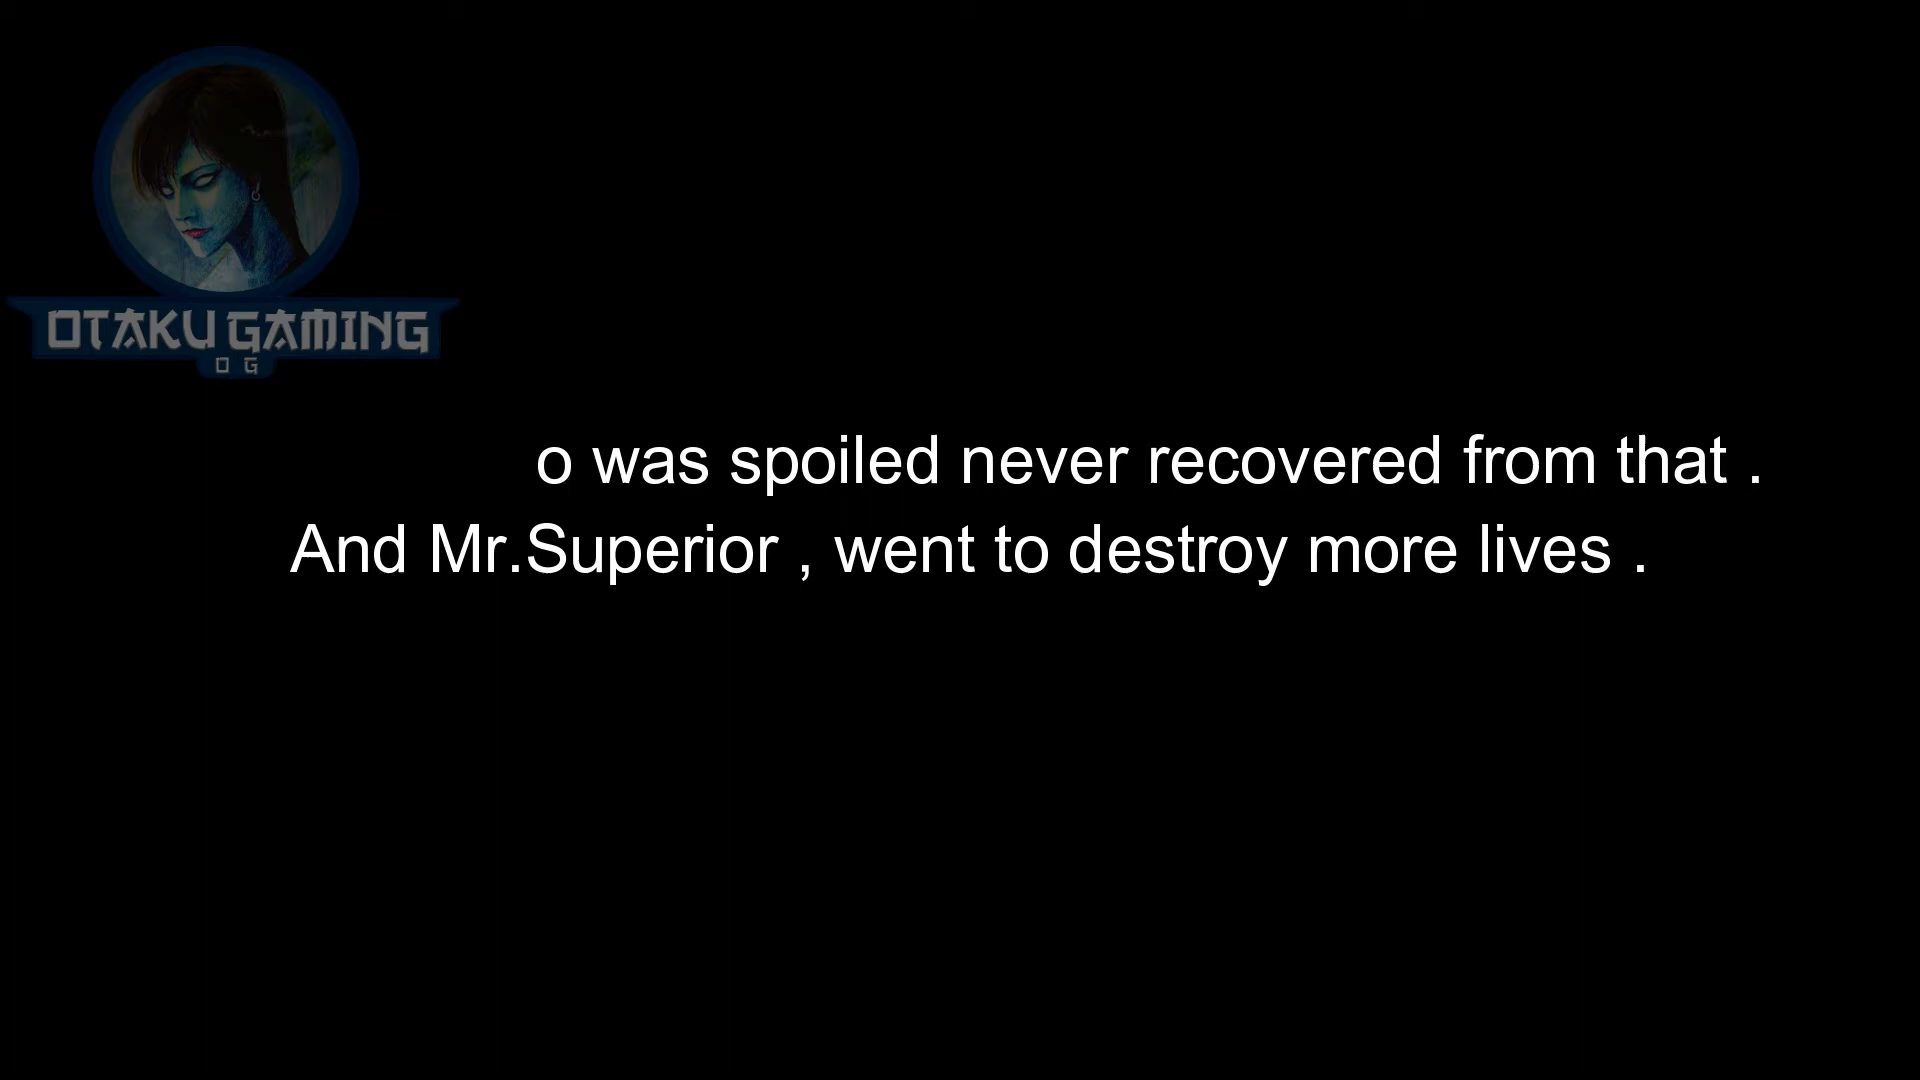 OTAKU GAMING
O G
o was spoiled never recovered from that .
And Mr.Superior , went to destroy more lives .